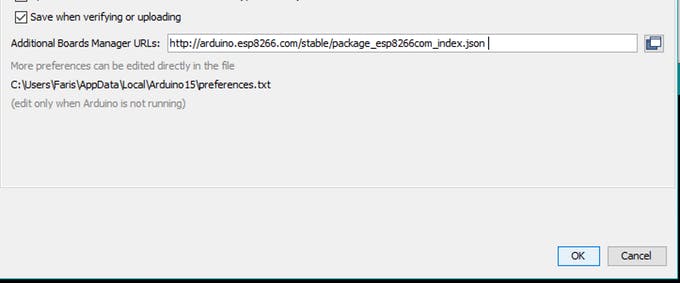 Save when verifying or uploading
Additional Boards Manager URLs: http://arduino.esp8266.com/stable/package_esp8266com_index.json
More preferences can be edited directly in the file
C:\Users\Faris\AppData\Local\Arduino15\preferences.txt
(edit only when Arduino is not running)
OK Cancel